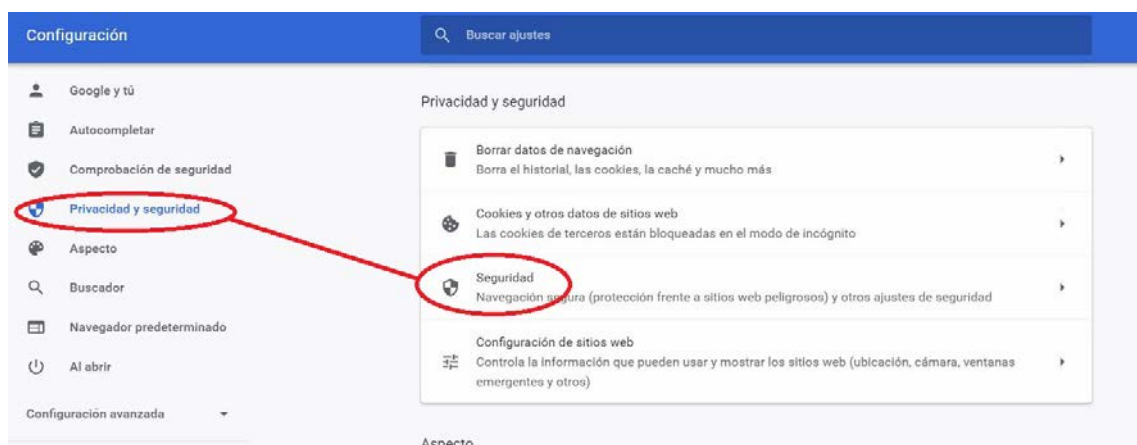 Configuración
Buscar ajustes
Google y tú
Autocompletar
Comprobación de seguridad
Privacidad y seguridad
Aspecto
Buscador
Navegador predeterminado
Al abrir
Configuración avanzada
Privacidad y seguridad
Borrar datos de navegación
Borra el historial, las cookies, la caché y mucho más
Cookies y otros datos de sitios web
Las cookies de terceros están bloqueadas en el modo de incógnito
Seguridad
Navegación segura (protección frente a sitios web peligrosos) y otros ajustes de seguridad
Configuración de sitios web
Controla la información que pueden usar y mostrar los sitios web (ubicación, cámara, ventanas
emergentes y otros)
Aspecto